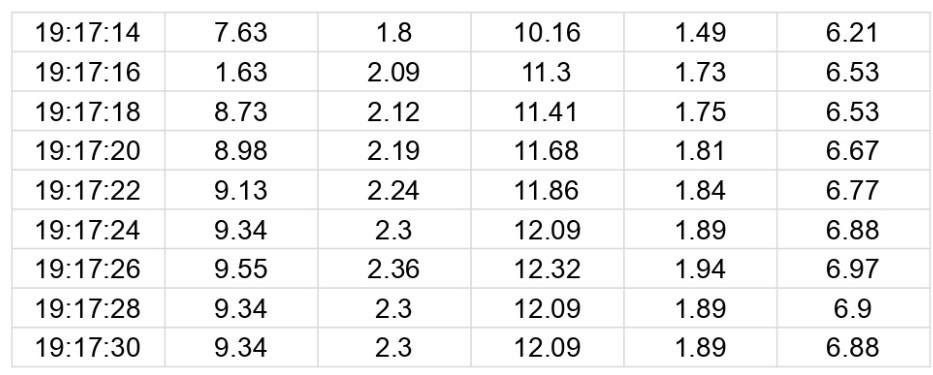 19:17:14 7.63 1.8 10.16 1.49 6.21
19:17:16 1.63 2.09 11.3 1.73 6.53
19:17:18 8.73 2.12 11.41 1.75 6.53
19:17:20 8.98 2.19 11.68 1.81 6.67
19:17:22 9.13 2.24 11.86 1.84 6.77
19:17:24 9.34 2.3 12.09 1.89 6.88
19:17:26 9.55 2.36 12.32 1.94 6.97
19:17:28 9.34 2.3 12.09 1.89 6.9
19:17:30 9.34 2.3 12.09 1.89 6.88